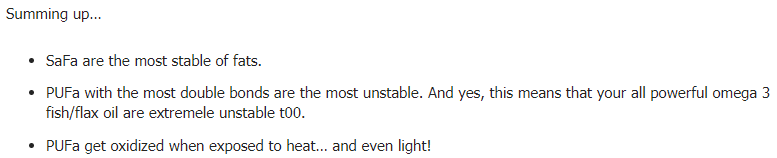 Summing up...
• SaFa are the most stable of fats.
• PUFa with the most double bonds are the most unstable. And yes, this means that your all powerful omega 3
fish/flax oil are extremele unstable t00.
• PUFa get oxidized when exposed to heat... and even light!